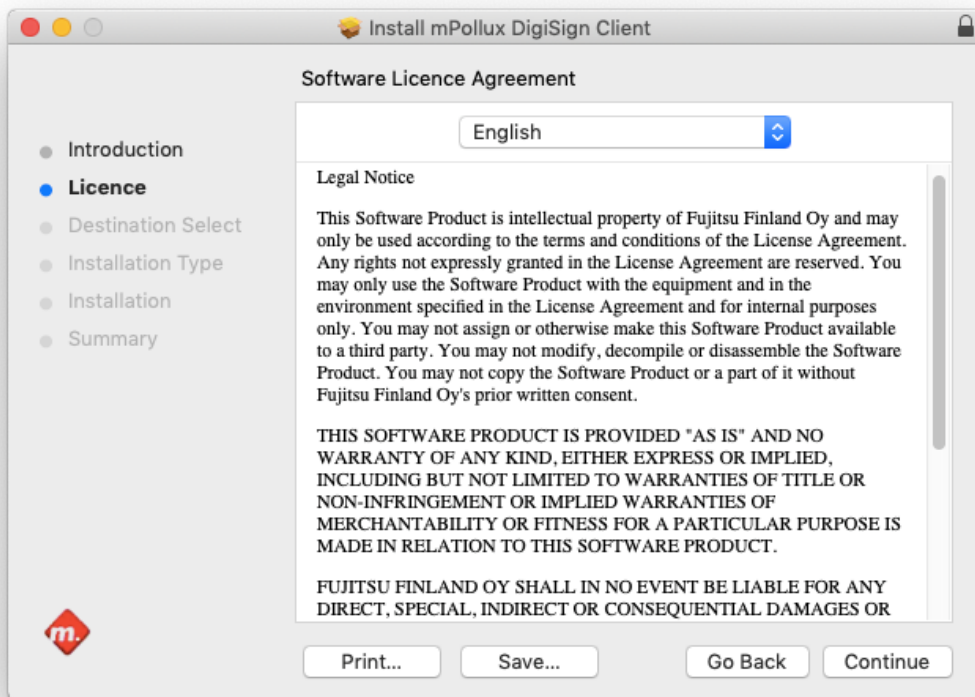 Install mPollux DigiSign Client
Software Licence Agreement
Introduction
Licence
Destination Select
Installation Type
Installation
Summary
English
Legal Notice
This Software Product is intellectual property of Fujitsu Finland Oy and may
only be used according to the terms and conditions of the License Agreement.
Any rights not expressly granted in the License Agreement are reserved. You
may only use the Software Product with the equipment and in the
environment specified in the License Agreement and for internal purposes
only. You may not assign or otherwise make this Software Product available
to a third party. You may not modify, decompile or disassemble the Software
Product. You may not copy the Software Product or a part of it without
Fujitsu Finland Oy's prior written consent.
THIS SOFTWARE PRODUCT IS PROVIDED "AS IS" AND NO
WARRANTY OF ANY KIND, EITHER EXPRESS OR IMPLIED,
INCLUDING BUT NOT LIMITED TO WARRANTIES OF TITLE OR
NON-INFRINGEMENT OR IMPLIED WARRANTIES OF
MERCHANTABILITY OR FITNESS FOR A PARTICULAR PURPOSE IS
MADE IN RELATION TO THIS SOFTWARE PRODUCT.
FUJITSU FINLAND OY SHALL IN NO EVENT BE LIABLE FOR ANY
DIRECT, SPECIAL, INDIRECT OR CONSEQUENTIAL DAMAGES OR
m.
Print...
Save...
Go Back
Continue